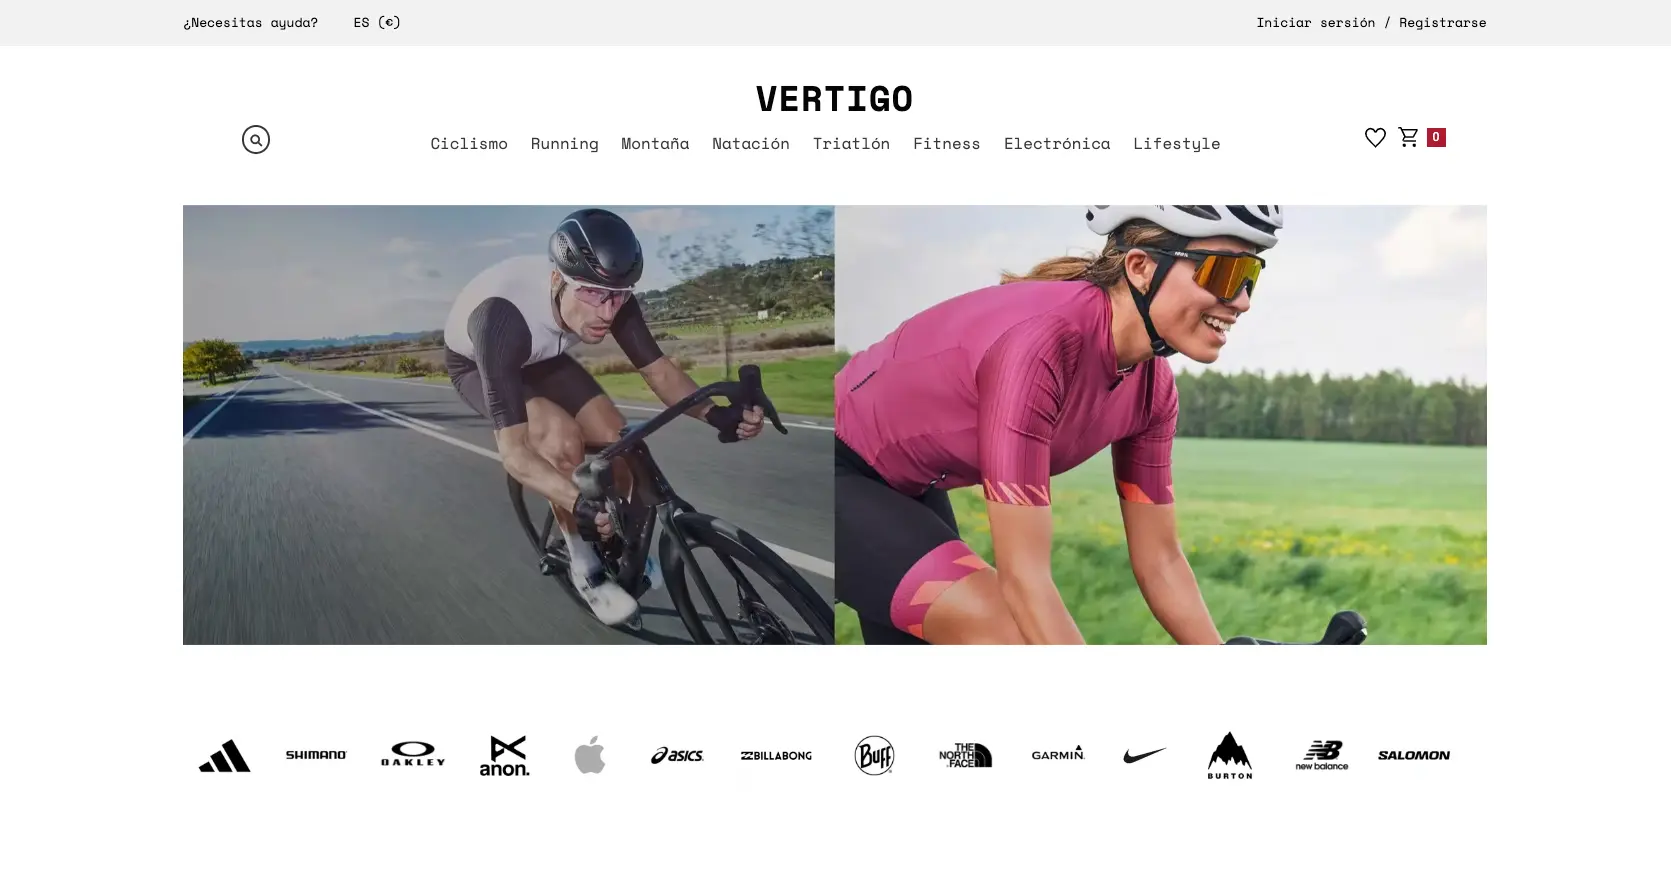 ¿Necesitas ayuda? ES (€) Iniciar sersión / Registrarse
VERTIGO
Ciclismo Running Montaña Natación Triatlón Fitness Electrónica Lifestyle 0
SHIMANO OAKLEY anon. asics BILLABONG BUFF THE NORTH FACE GARMIN BURTON new balance SALOMON